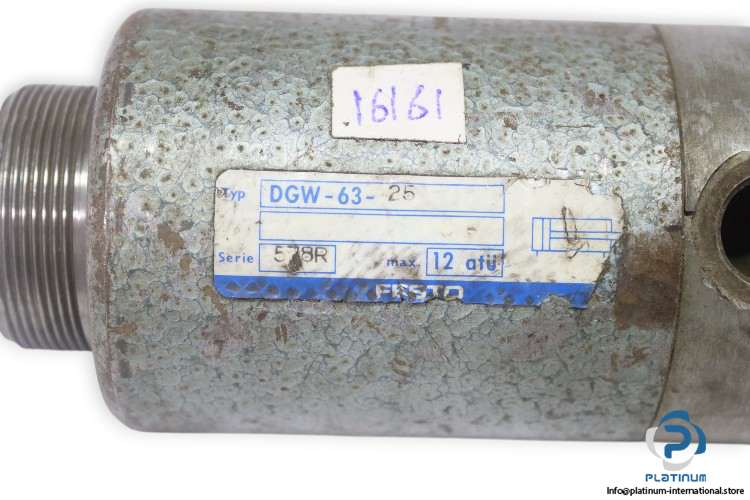 16161
Typ DGW-63-25
Serie 578R max. 12 atü
FESTO
PLATINUM
Info@platinum-international.store